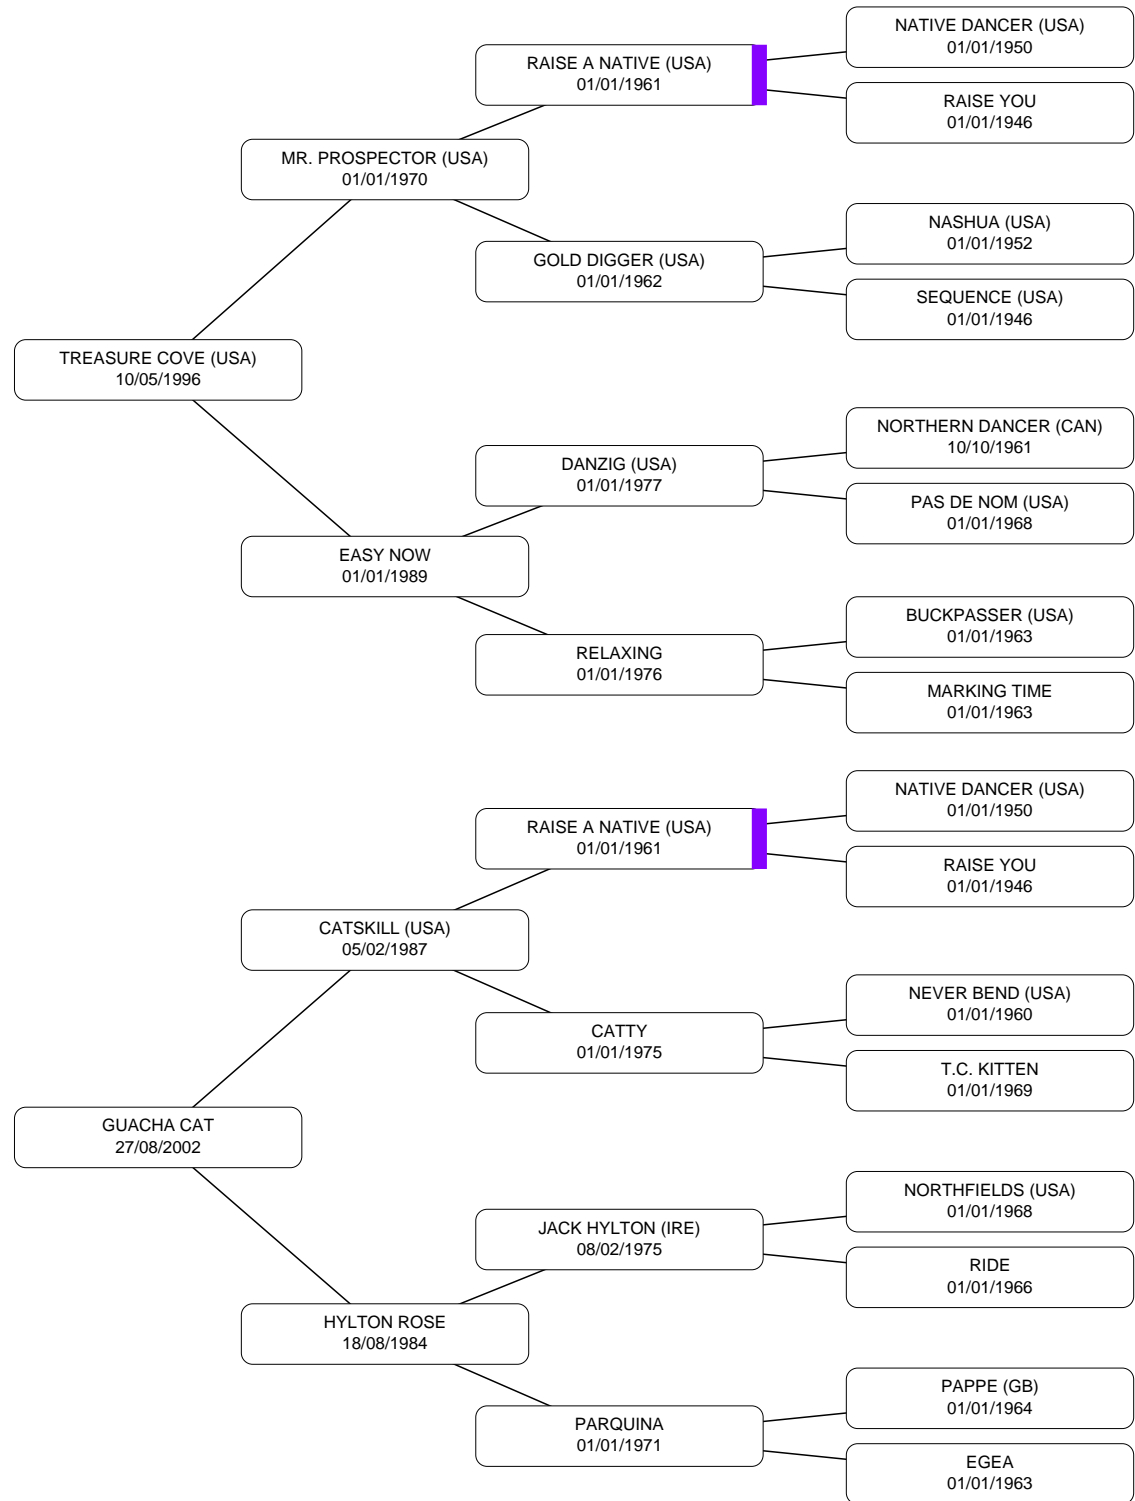 NATIVE DANCER (USA)
01/01/1950
RAISE A NATIVE (USA)
01/01/1961
RAISE YOU
01/01/1946
MR. PROSPECTOR (USA)
01/01/1970
NASHUA (USA)
01/01/1952
GOLD DIGGER (USA)
01/01/1962
SEQUENCE (USA)
01/01/1946
TREASURE COVE (USA)
10/05/1996
NORTHERN DANCER (CAN)
10/10/1961
DANZIG (USA)
01/01/1977
PAS DE NOM (USA)
01/01/1968
EASY NOW
01/01/1989
BUCKPASSER (USA)
01/01/1963
RELAXING
01/01/1976
MARKING TIME
01/01/1963
NATIVE DANCER (USA)
01/01/1950
RAISE A NATIVE (USA)
01/01/1961
RAISE YOU
01/01/1946
CATSKILL (USA)
05/02/1987
NEVER BEND (USA)
01/01/1960
CATTY
01/01/1975
T.C. KITTEN
01/01/1969
GUACHA CAT
27/08/2002
NORTHFIELDS (USA)
01/01/1968
JACK HYLTON (IRE)
08/02/1975
RIDE
01/01/1966
HYLTON ROSE
18/08/1984
PAPPE (GB)
01/01/1964
PARQUINA
01/01/1971
EGEA
01/01/1963